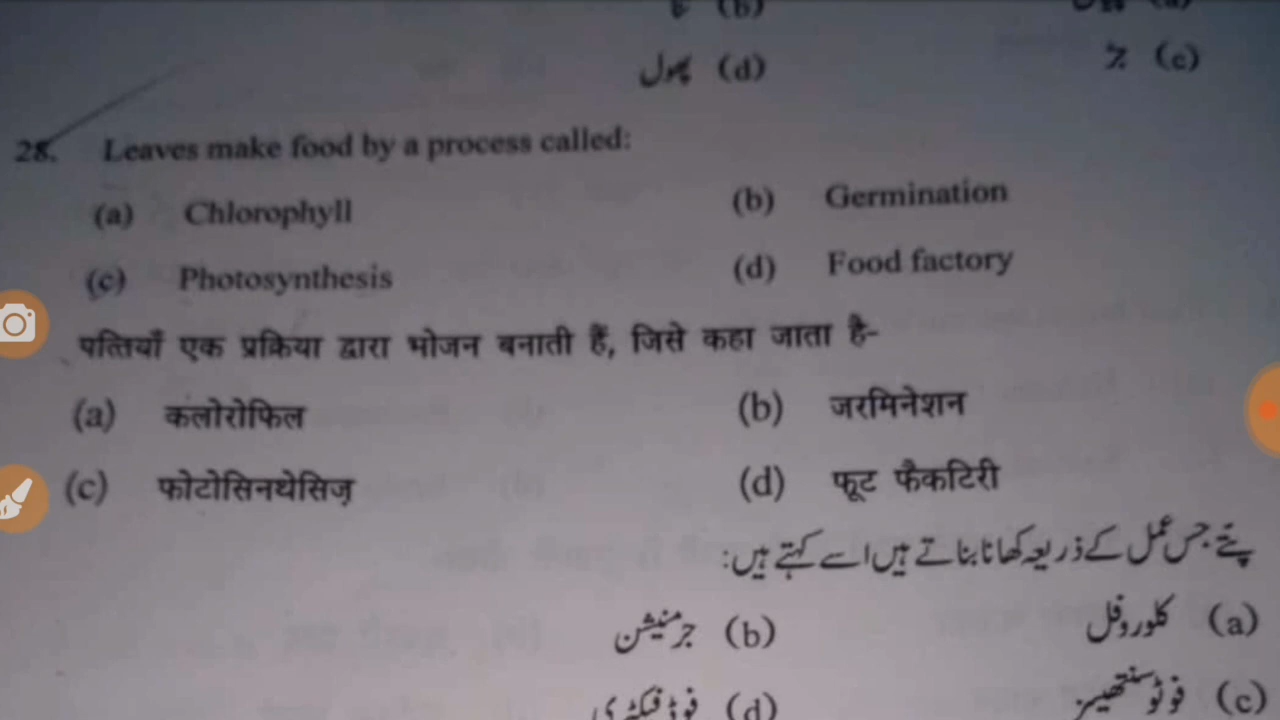 (b)
پھول (d)
(c)
28. Leaves make food by a process called:
(a) Chlorophyll (b) Germination
(c) Photosynthesis (d) Food factory
पत्तियाँ एक प्रक्रिया द्वारा भोजन बनाती हैं, जिसे कहा जाता है-
(a) कलोरोफिल (b) जरमिनेशन
(c) फोटोसिनथेसिज़ (d) फूट फैकटिरी
پتے جس عمل کے ذریعہ کھانا بناتے ہیں اسے کہتے ہیں:
(a) کلوروفل (b) جرمنیشن
(c) فوٹوسنتھیسز (d) فوڈ فیکٹری